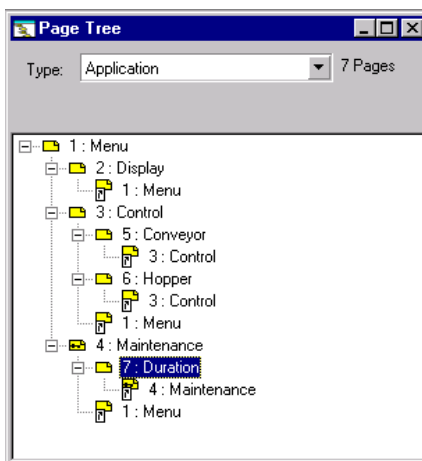 Page Tree
Type: Application 7 Pages
1 : Menu
2 : Display
1 : Menu
3 : Control
5 : Conveyor
3 : Control
6 : Hopper
3 : Control
1 : Menu
4 : Maintenance
7 : Duration
4 : Maintenance
1 : Menu